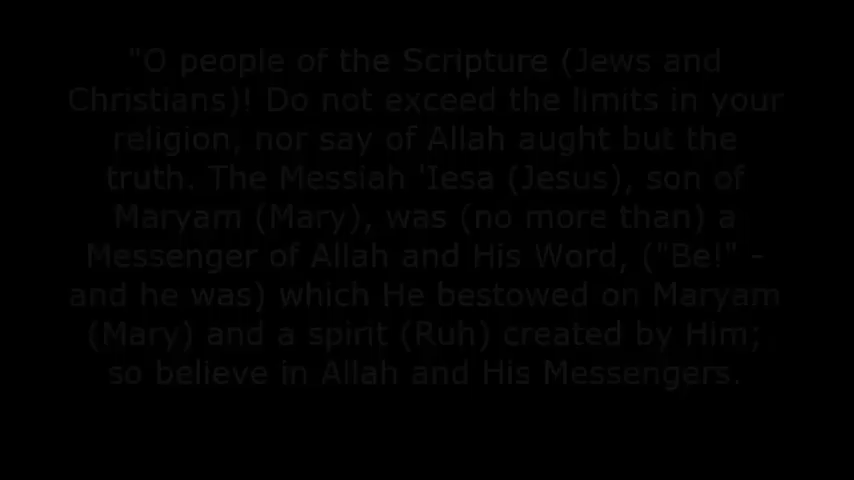 "O people of the Scripture (Jews and
Christians)! Do not exceed the limits in your
religion, nor say of Allah aught but the
truth. The Messiah 'Iesa (Jesus), son of
Maryam (Mary), was (no more than) a
Messenger of Allah and His Word, ("Be!" -
and he was) which He bestowed on Maryam
(Mary) and a spirit (Ruh) created by Him;
so believe in Allah and His Messengers.